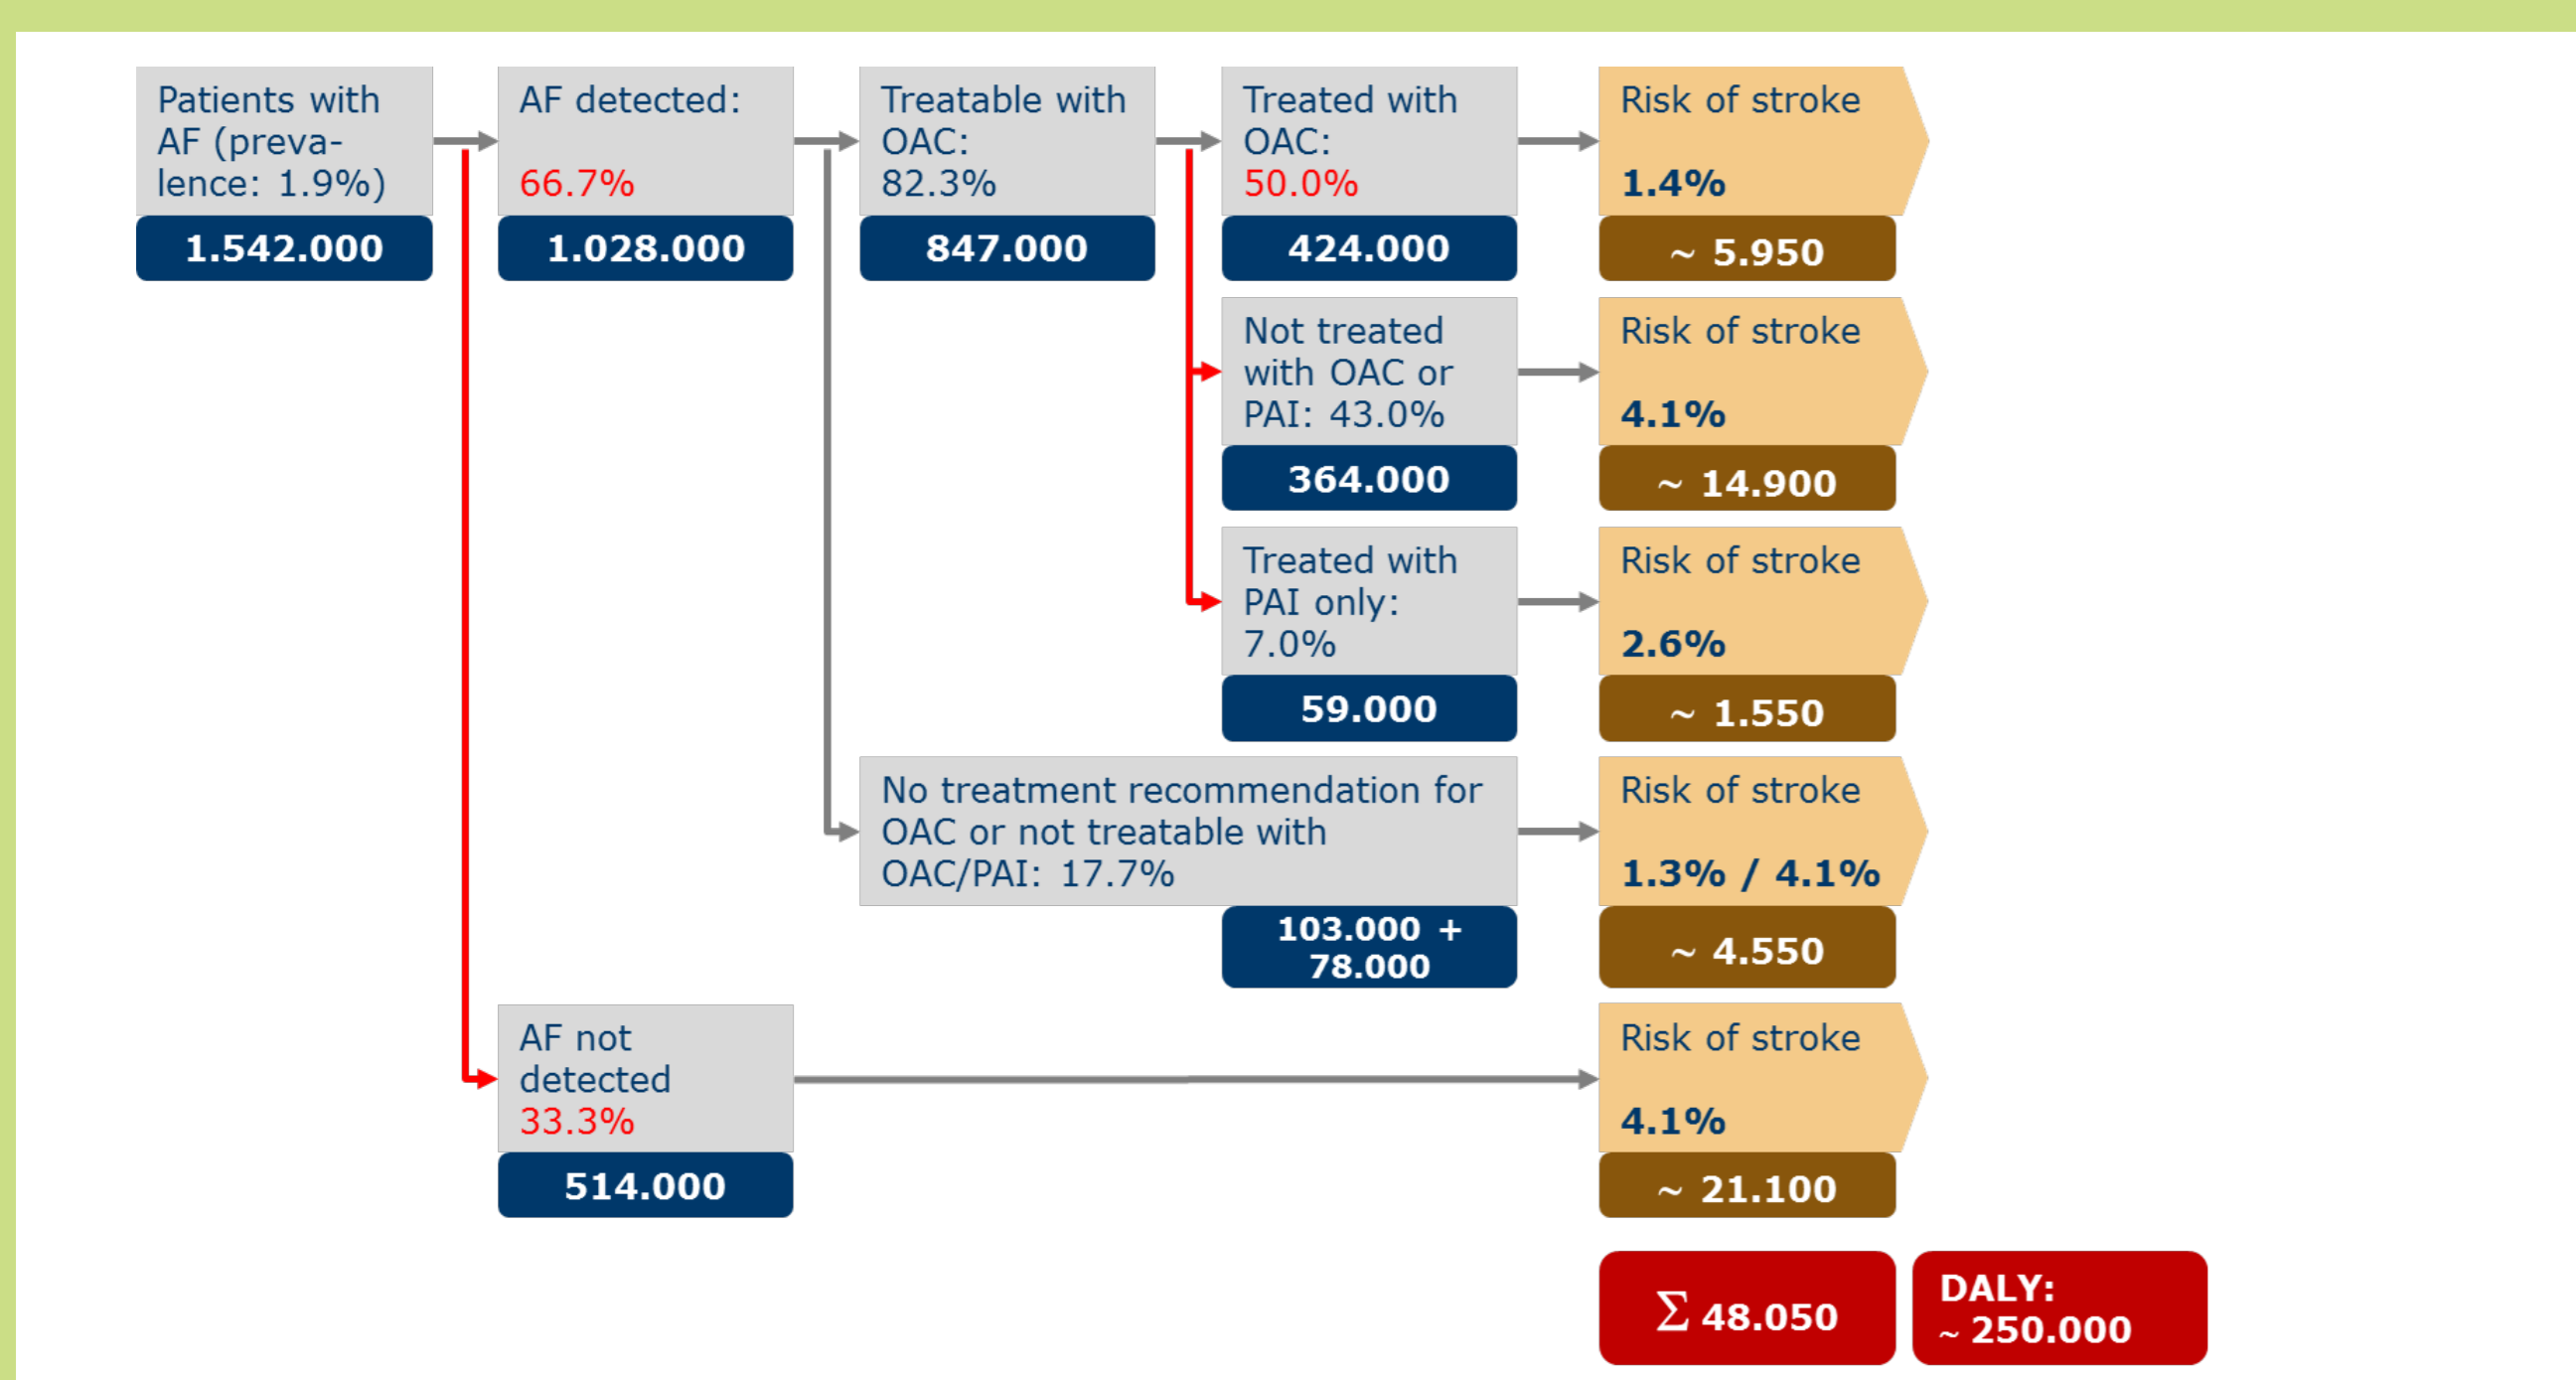 Patients with
AF (preva-
lence: 1.9%)
1.542.000
AF detected:
66.7%
1.028.000
Treatable with
OAC:
82.3%
847.000
Treated with
OAC:
50.0%
424.000
Risk of stroke
1.4%
~ 5.950
Not treated
with OAC or
PAI: 43.0%
364.000
Risk of stroke
4.1%
~ 14.900
Treated with
PAI only:
7.0%
59.000
Risk of stroke
2.6%
~ 1.550
No treatment recommendation for
OAC or not treatable with
OAC/PAI: 17.7%
103.000 +
78.000
Risk of stroke
1.3% / 4.1%
~ 4.550
AF not
detected
33.3%
514.000
Risk of stroke
4.1%
~ 21.100
Σ 48.050
DALY:
~ 250.000